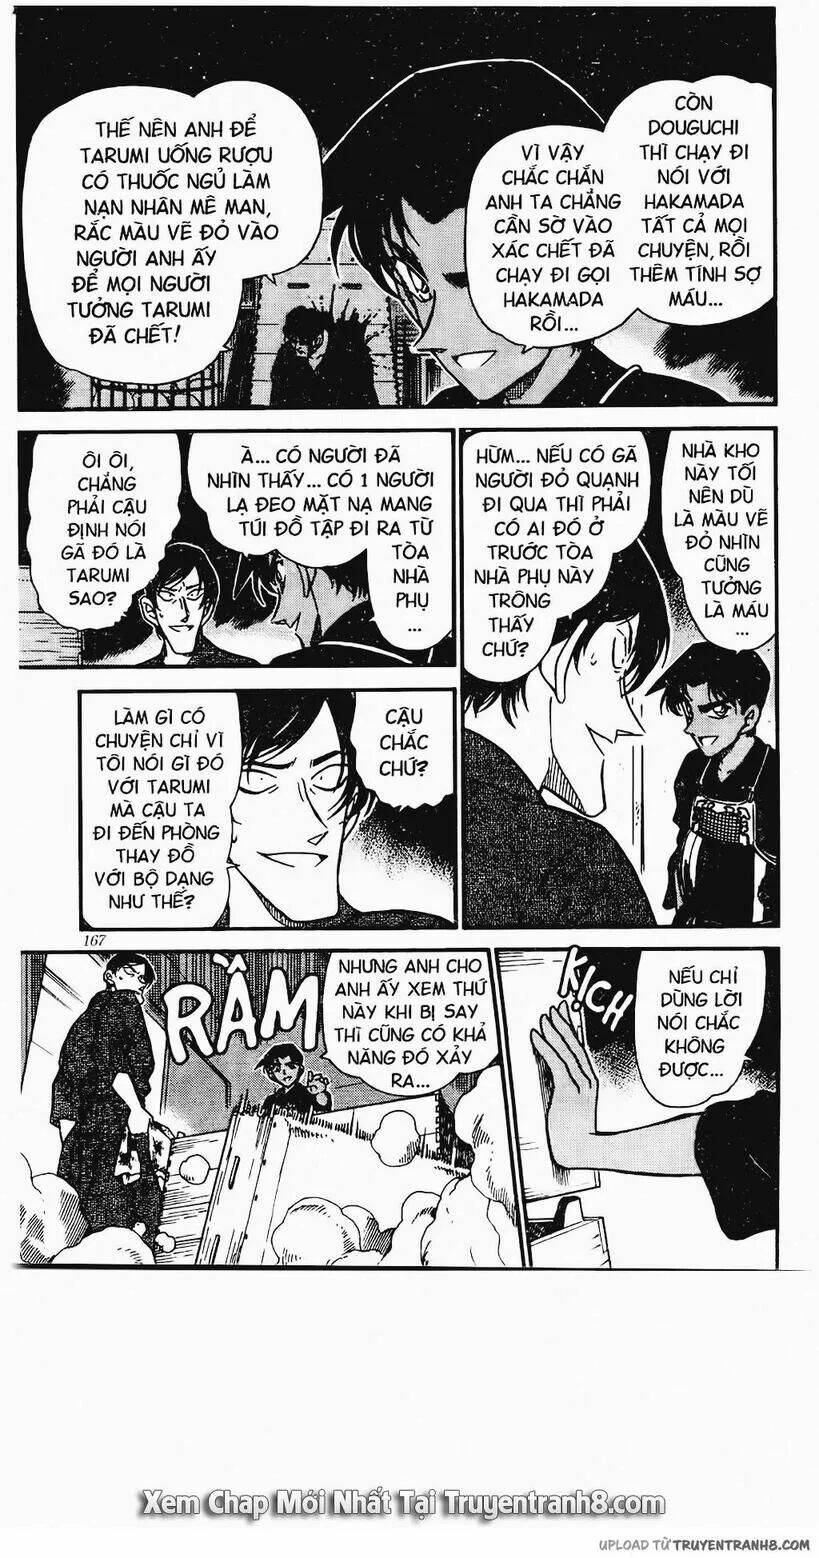 CÒN
DOUGUCHI
THÌ CHẠY ĐI
NÓI VỚI
HAKAMADA
TẤT CẢ MỌI
CHUYỆN, RỒI
THÊM TÍNH SỢ
MÁU...
VÌ VẬY
CHẮC CHẮN
ANH TA CHẲNG
CẦN SỜ VÀO
XÁC CHẾT ĐÃ
CHẠY ĐI GỌI
HAKAMADA
RỒI...
THẾ NÊN ANH ĐỂ
TARUMI UỐNG RƯỢU
CÓ THUỐC NGỦ LÀM
NẠN NHÂN MÊ MAN,
RẮC MÀU VẼ ĐỎ VÀO
NGƯỜI ANH ẤY
ĐỂ MỌI NGƯỜI
TƯỞNG TARUMI
ĐÃ CHẾT!
NHÀ KHO
NÀY TỐI
NÊN DÙ
LÀ MÀU VẼ
ĐỎ NHÌN
CŨNG
TƯỞNG
LÀ MÁU
...
HỪM... NẾU CÓ GÃ
NGƯỜI ĐỎ QUẠNH
ĐI QUA THÌ PHẢI
CÓ AI ĐÓ Ở
TRƯỚC TÒA
NHÀ PHỤ NÀY
TRÔNG
THẤY
CHỨ?
À... CÓ NGƯỜI ĐÃ
NHÌN THẤY... CÓ 1 NGƯỜI
LẠ ĐEO MẶT NẠ MANG
TÚI ĐỒ TẬP ĐI RA TỪ
TÒA
NHÀ
PHỤ
...
ÔI ÔI,
CHẲNG
PHẢI CẬU
ĐỊNH NÓI
GÃ ĐÓ LÀ
TARUMI
SAO?
CẬU
CHẮC
CHỨ?
LÀM GÌ CÓ
CHUYỆN CHỈ VÌ
TÔI NÓI GÌ ĐÓ
VỚI TARUMI
MÀ CẬU TA
ĐI ĐẾN PHÒNG
THAY ĐỒ
VỚI BỘ DẠNG
NHƯ THẾ?
167
NẾU CHỈ
DÙNG LỜI
NÓI CHẮC
KHÔNG
ĐƯỢC...
KỊCH
NHƯNG ANH CHO
ANH ẤY XEM THỨ
NÀY KHI BỊ SAY
THÌ CŨNG CÓ KHẢ
NĂNG ĐÓ XẢY
RA...
RẦM
Xem Chap Mới Nhất Tại Truyentranh8.com
UPLOAD TỪ TRUYENTRANH8.COM